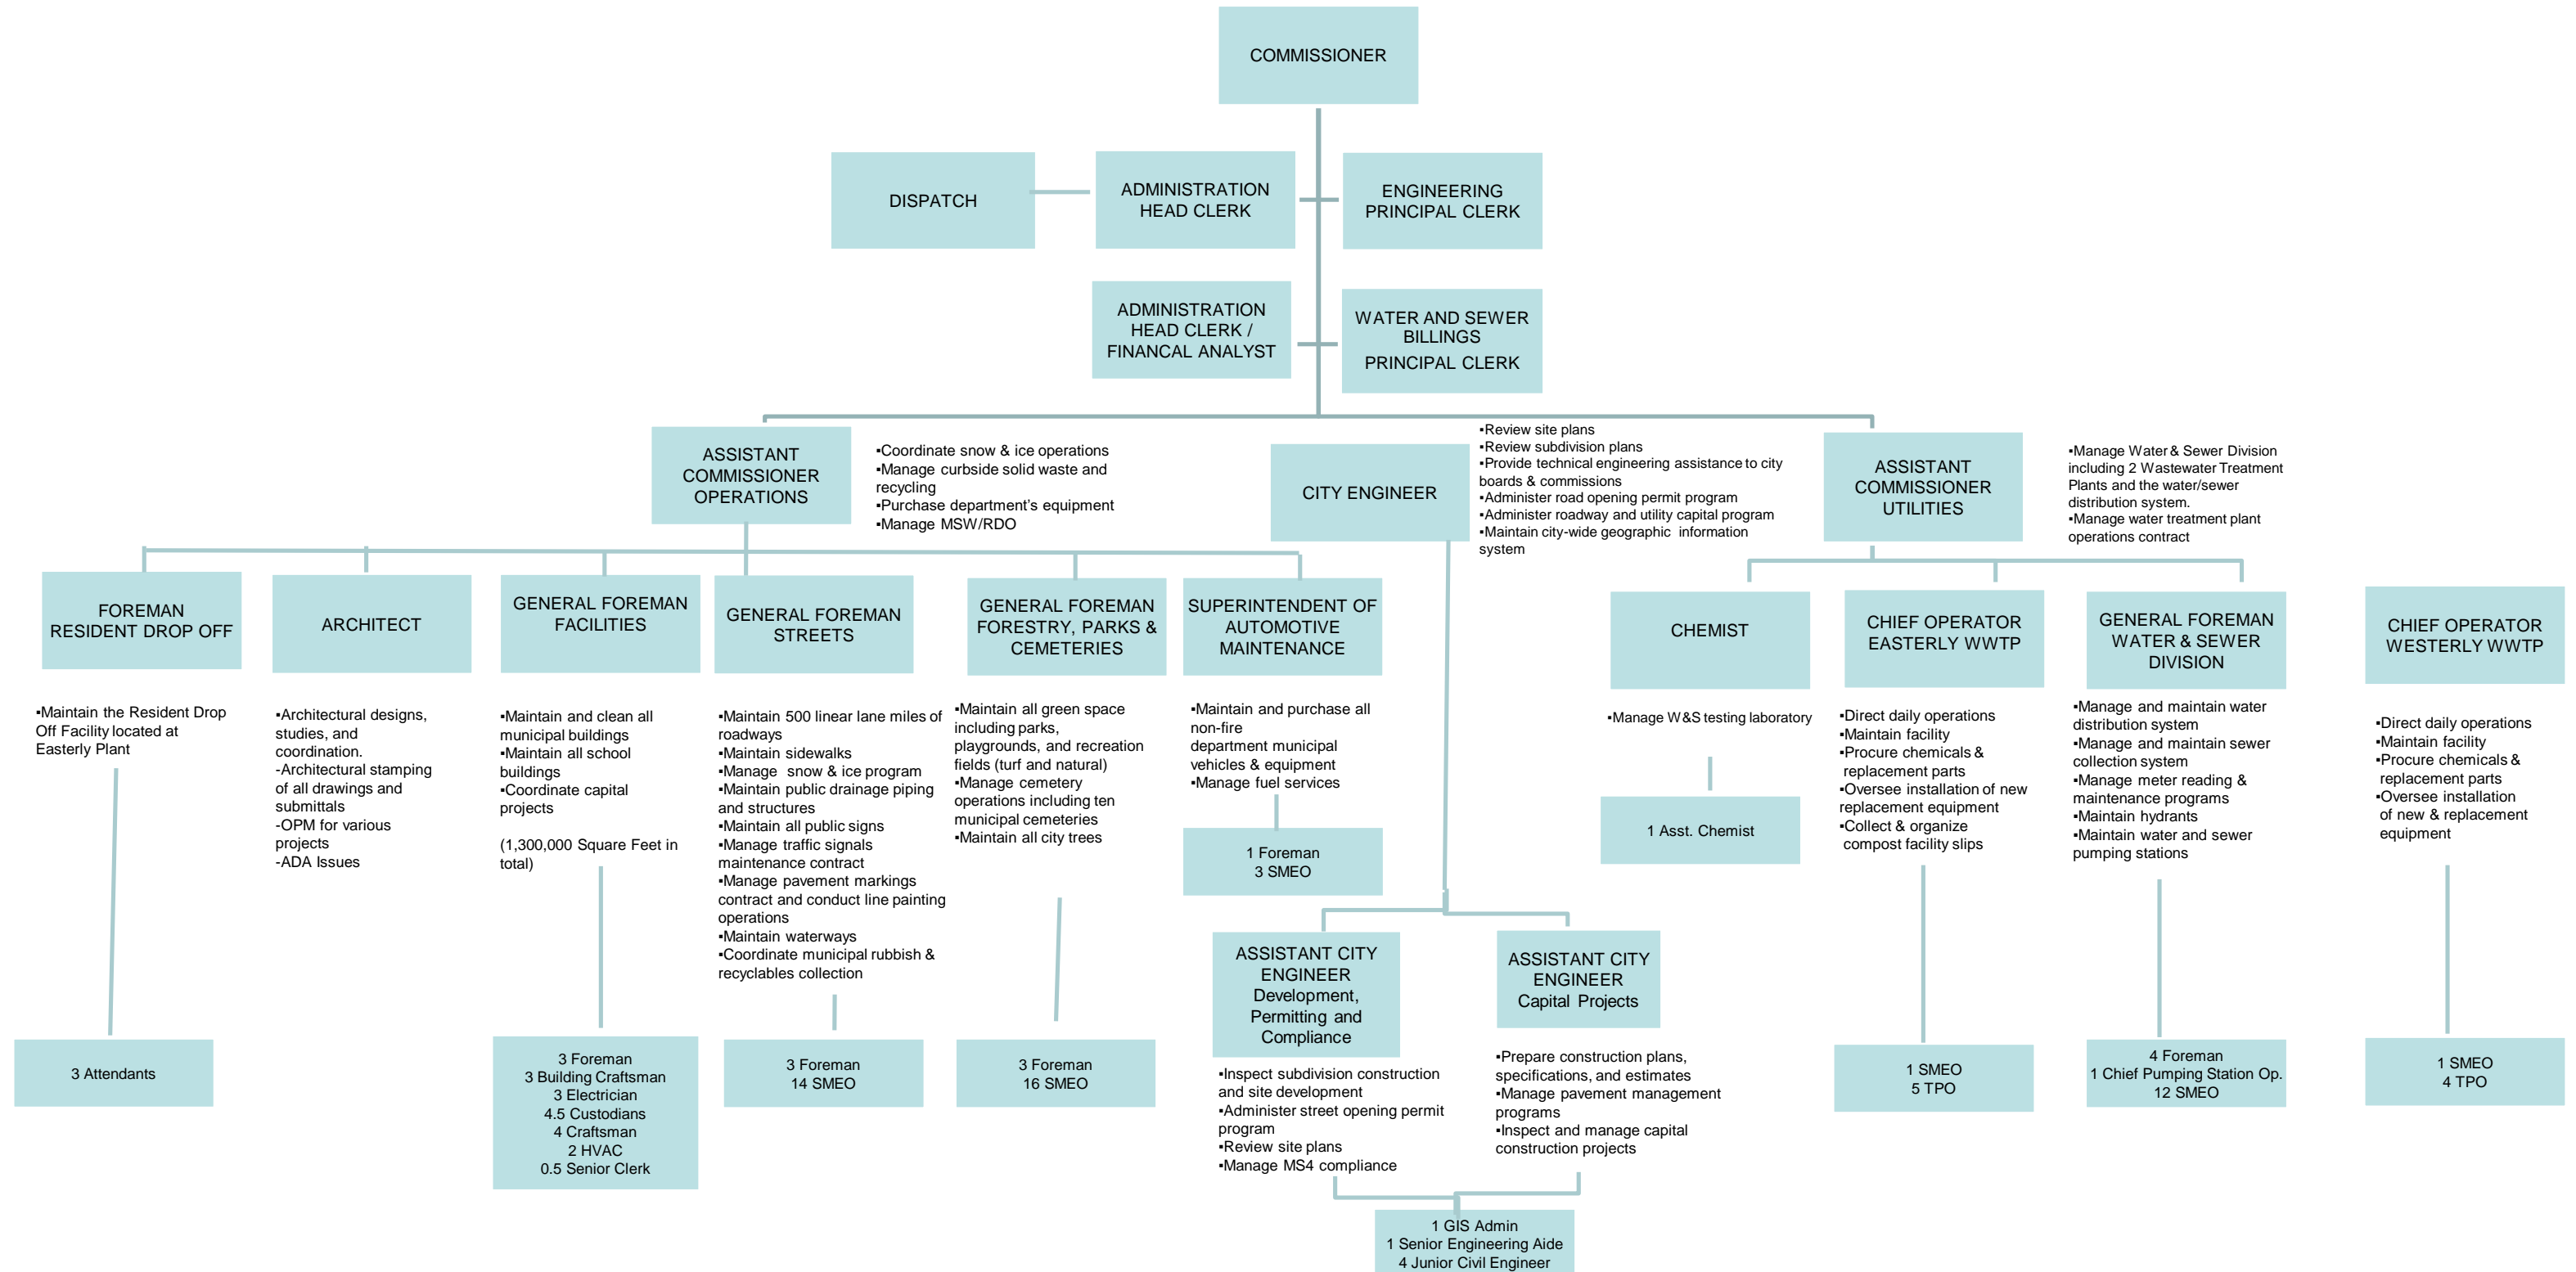 COMMISSIONER
DISPATCH
ADMINISTRATION
HEAD CLERK
ENGINEERING
PRINCIPAL CLERK
ADMINISTRATION
HEAD CLERK /
FINANCAL ANALYST
WATER AND SEWER
BILLINGS
PRINCIPAL CLERK
ASSISTANT
COMMISSIONER
OPERATIONS
▪Coordinate snow & ice operations
▪Manage curbside solid waste and
recycling
▪Purchase department's equipment
▪Manage MSW/RDO
CITY ENGINEER
▪Review site plans
▪Review subdivision plans
▪Provide technical engineering assistance to city
boards & commissions
▪Administer road opening permit program
▪Administer roadway and utility capital program
▪Maintain city-wide geographic information
system
ASSISTANT
COMMISSIONER
UTILITIES
▪Manage Water & Sewer Division
including 2 Wastewater Treatment
Plants and the water/sewer
distribution system.
▪Manage water treatment plant
operations contract
FOREMAN
RESIDENT DROP OFF
▪Maintain the Resident Drop
Off Facility located at
Easterly Plant
3 Attendants
ARCHITECT
▪Architectural designs,
studies, and
coordination.
-Architectural stamping
of all drawings and
submittals
-OPM for various
projects
-ADA Issues
GENERAL FOREMAN
FACILITIES
▪Maintain and clean all
municipal buildings
▪Maintain all school
buildings
▪Coordinate capital
projects
(1,300,000 Square Feet in
total)
3 Foreman
3 Building Craftsman
3 Electrician
4.5 Custodians
4 Craftsman
2 HVAC
0.5 Senior Clerk
GENERAL FOREMAN
STREETS
▪Maintain 500 linear lane miles of
roadways
▪Maintain sidewalks
▪Manage snow & ice program
▪Maintain public drainage piping
and structures
▪Maintain all public signs
▪Manage traffic signals
maintenance contract
▪Manage pavement markings
contract and conduct line painting
operations
▪Maintain waterways
▪Coordinate municipal rubbish &
recyclables collection
3 Foreman
14 SMEO
GENERAL FOREMAN
FORESTRY, PARKS &
CEMETERIES
▪Maintain all green space
including parks,
playgrounds, and recreation
fields (turf and natural)
▪Manage cemetery
operations including ten
municipal cemeteries
▪Maintain all city trees
3 Foreman
16 SMEO
SUPERINTENDENT OF
AUTOMOTIVE
MAINTENANCE
▪Maintain and purchase all
non-fire
department municipal
vehicles & equipment
▪Manage fuel services
1 Foreman
3 SMEO
ASSISTANT CITY
ENGINEER
Development,
Permitting and
Compliance
▪Inspect subdivision construction
and site development
▪Administer street opening permit
program
▪Review site plans
▪Manage MS4 compliance
ASSISTANT CITY
ENGINEER
Capital Projects
▪Prepare construction plans,
specifications, and estimates
▪Manage pavement management
programs
▪Inspect and manage capital
construction projects
1 GIS Admin
1 Senior Engineering Aide
4 Junior Civil Engineer
CHEMIST
▪Manage W&S testing laboratory
1 Asst. Chemist
CHIEF OPERATOR
EASTERLY WWTP
▪Direct daily operations
▪Maintain facility
▪Procure chemicals &
replacement parts
▪Oversee installation of new
replacement equipment
▪Collect & organize
compost facility slips
1 SMEO
5 TPO
GENERAL FOREMAN
WATER & SEWER
DIVISION
▪Manage and maintain water
distribution system
▪Manage and maintain sewer
collection system
▪Manage meter reading &
maintenance programs
▪Maintain hydrants
▪Maintain water and sewer
pumping stations
4 Foreman
1 Chief Pumping Station Op.
12 SMEO
CHIEF OPERATOR
WESTERLY WWTP
▪Direct daily operations
▪Maintain facility
▪Procure chemicals &
replacement parts
▪Oversee installation
of new & replacement
equipment
1 SMEO
4 TPO